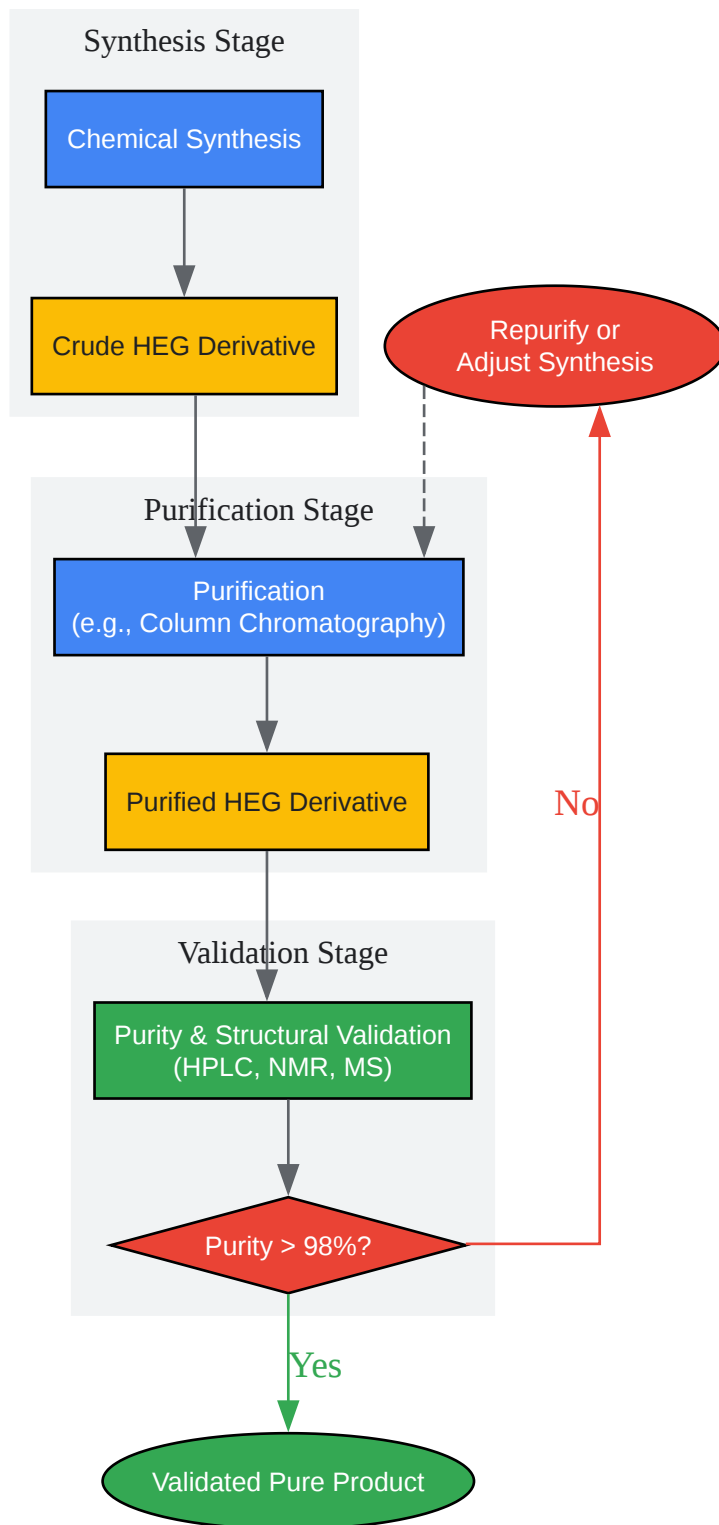 Synthesis Stage
Chemical Synthesis
Crude HEG Derivative
Repurify or
Adjust Synthesis
Purification Stage
Purification
(e.g., Column Chromatography)
Purified HEG Derivative
No
Validation Stage
Purity & Structural Validation
(HPLC, NMR, MS)
Purity > 98%?
Yes
Validated Pure Product